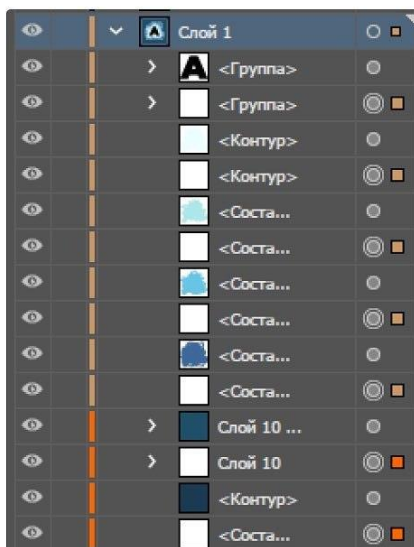 Слой 1
A <Группа>
<Группа>
<Контур>
<Контур>
<Соста...
<Соста...
<Соста...
<Соста...
<Соста...
<Соста...
Слой 10 ...
Слой 10
<Контур>
<Соста...